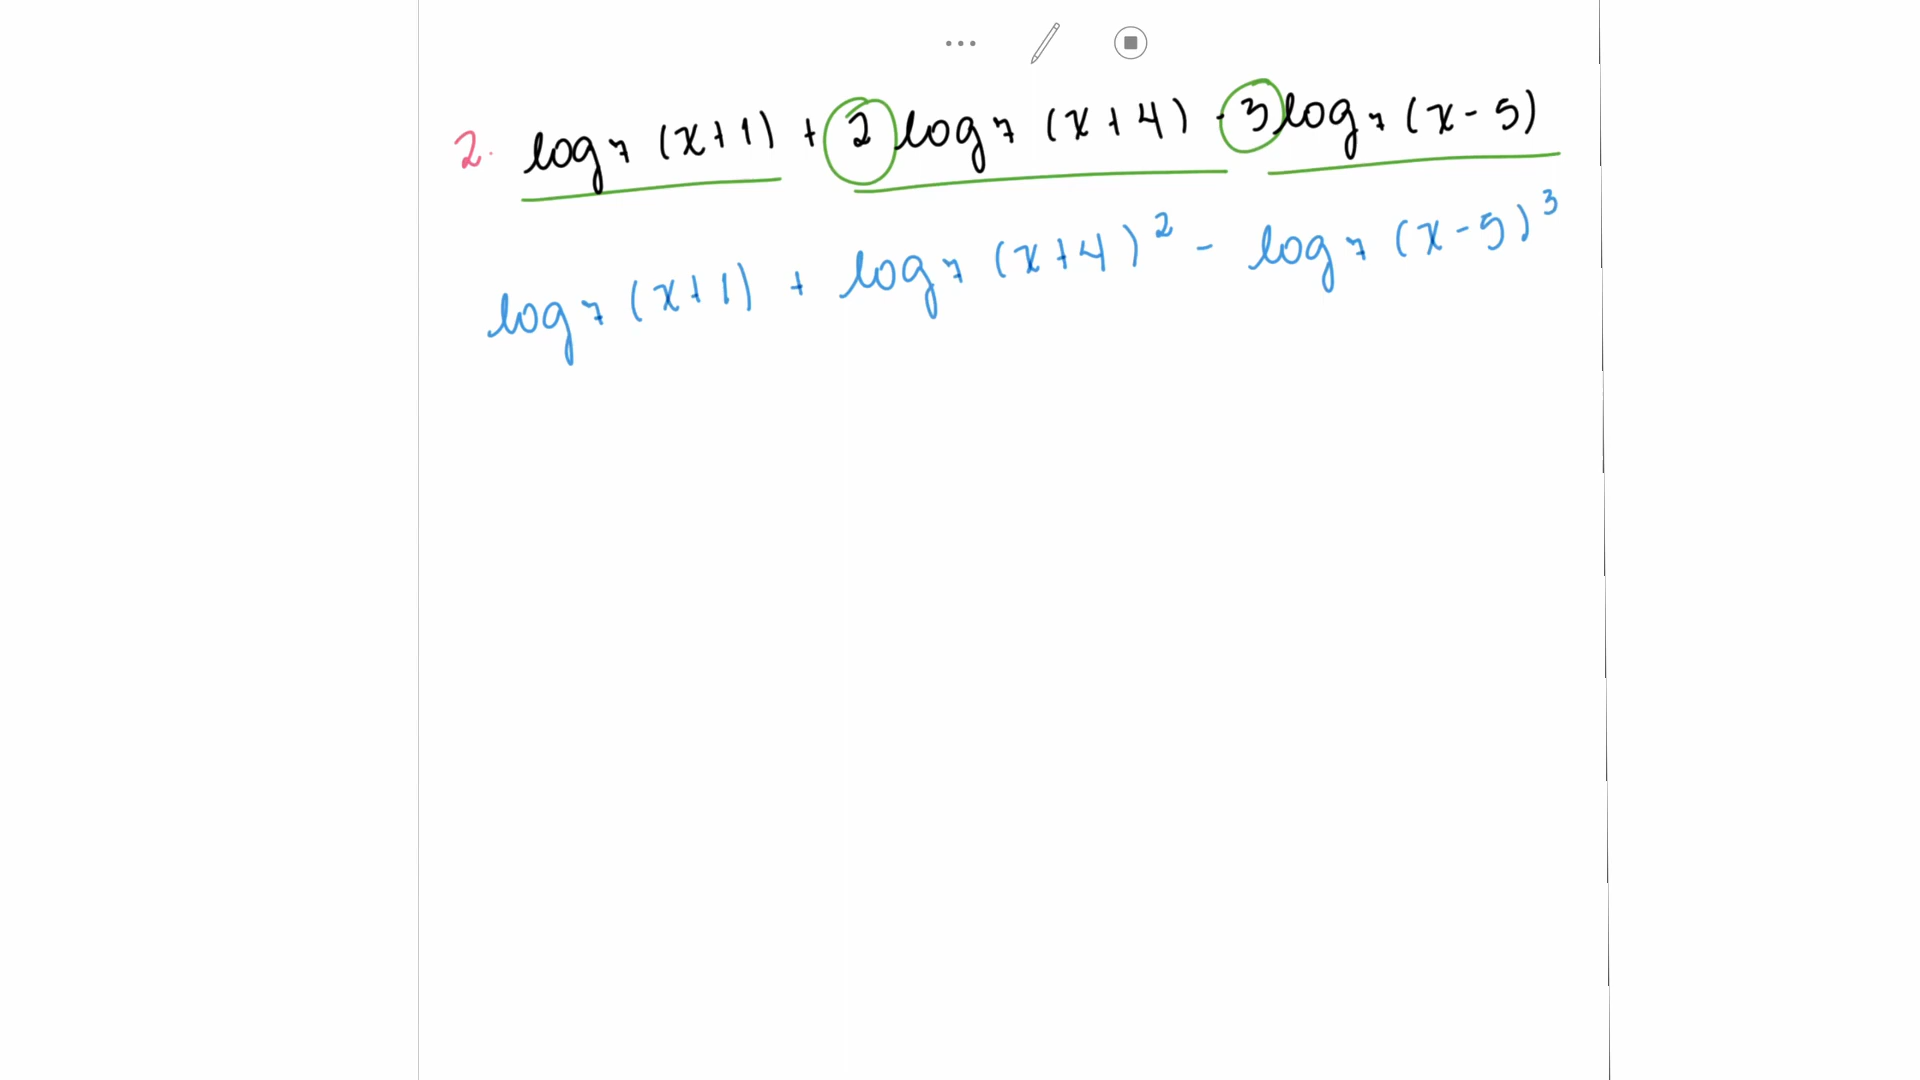 2. log₇ (x+1) + 2 log₇ (x+4) - 3 log₇ (x-5)
log₇ (x+1) + log₇ (x+4)² - log₇ (x-5)³